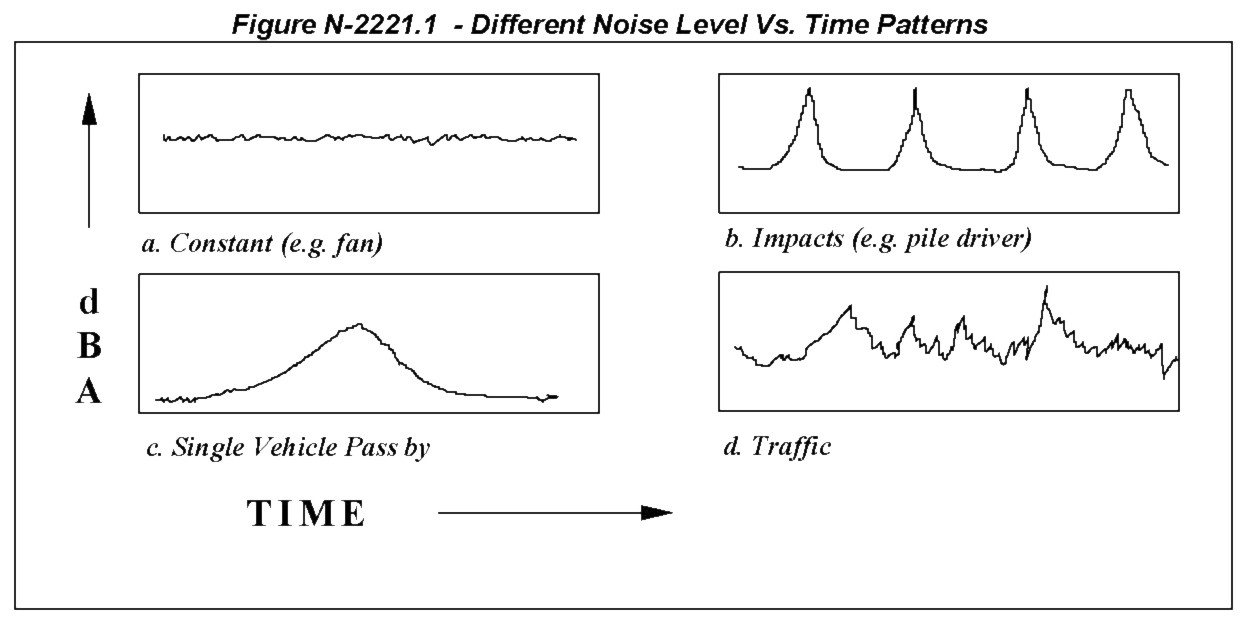 Figure N-2221.1 - Different Noise Level Vs. Time Patterns
a. Constant (e.g. fan)
b. Impacts (e.g. pile driver)
d
B
A
c. Single Vehicle Pass by
d. Traffic
TIME